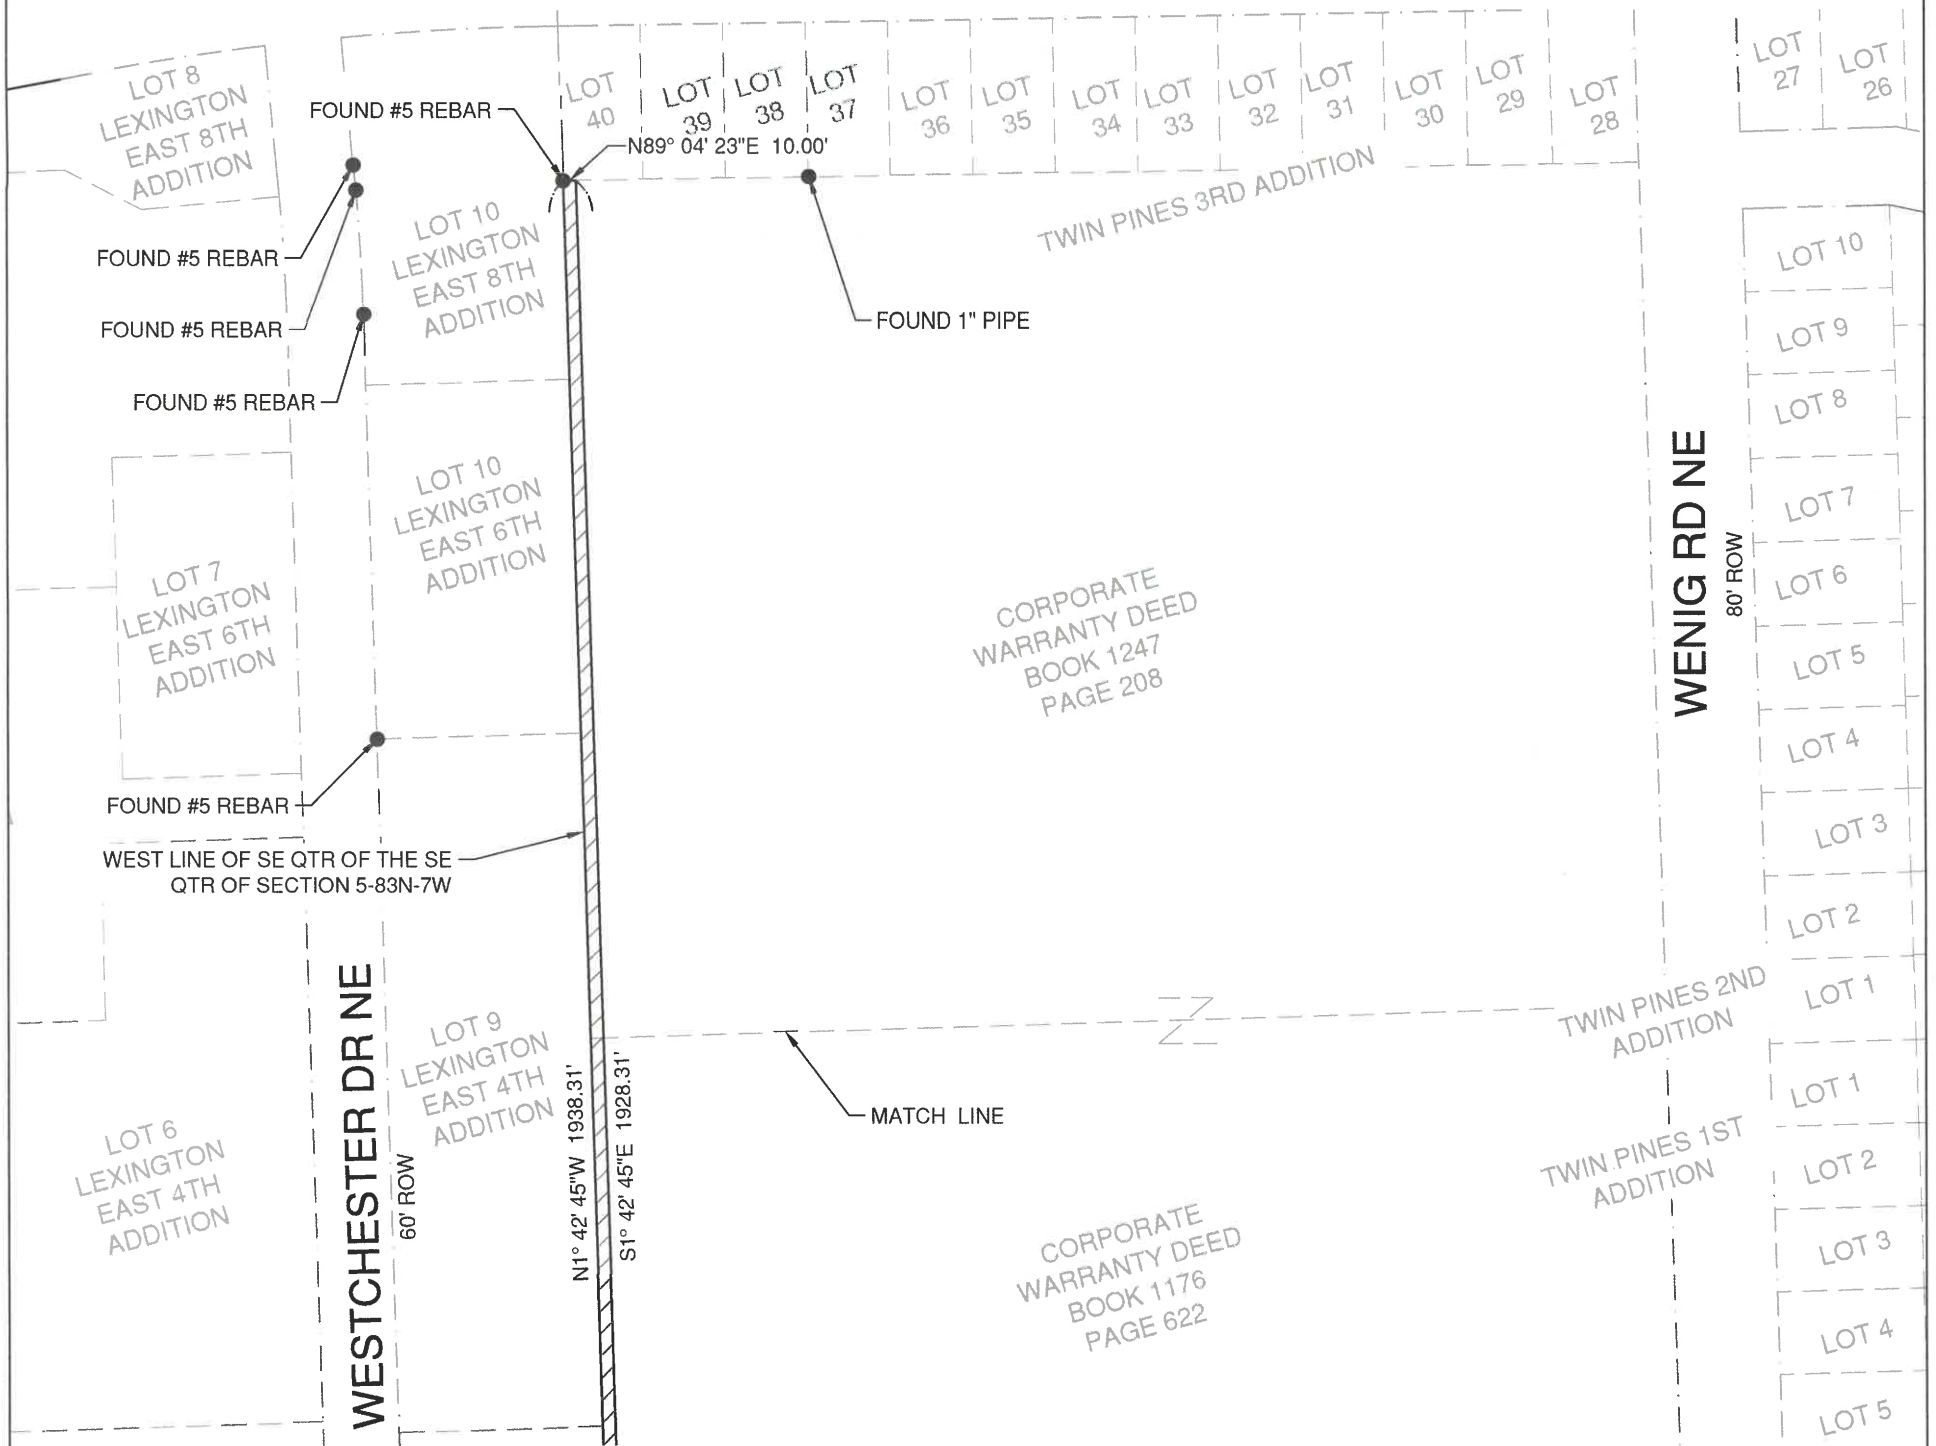 LOT 8
LEXINGTON
EAST 8TH
ADDITION
FOUND #5 REBAR
LOT
40
LOT
39
LOT
38
LOT
37
LOT
36
LOT
35
LOT
34
LOT
33
LOT
32
LOT
31
LOT
30
LOT
29
LOT
28
LOT
27
LOT
26
N89° 04' 23"E 10.00'
TWIN PINES 3RD ADDITION
LOT 10
LEXINGTON
EAST 8TH
ADDITION
FOUND #5 REBAR
FOUND #5 REBAR
FOUND #5 REBAR
FOUND 1" PIPE
LOT 10
LOT 9
LOT 8
LOT 7
LOT 6
LOT 5
LOT 4
LOT 3
LOT 2
LOT 1
WENIG RD NE
80' ROW
LOT 10
LEXINGTON
EAST 6TH
ADDITION
LOT 7
LEXINGTON
EAST 6TH
ADDITION
CORPORATE
WARRANTY DEED
BOOK 1247
PAGE 208
FOUND #5 REBAR
WEST LINE OF SE QTR OF THE SE
QTR OF SECTION 5-83N-7W
TWIN PINES 2ND
ADDITION
LOT 9
LEXINGTON
EAST 4TH
ADDITION
WESTCHESTER DR NE
60' ROW
N1° 42' 45"W 1938.31'
S1° 42' 45"E 1928.31'
MATCH LINE
LOT 6
LEXINGTON
EAST 4TH
ADDITION
TWIN PINES 1ST
ADDITION
LOT 1
LOT 2
LOT 3
LOT 4
LOT 5
CORPORATE
WARRANTY DEED
BOOK 1176
PAGE 622